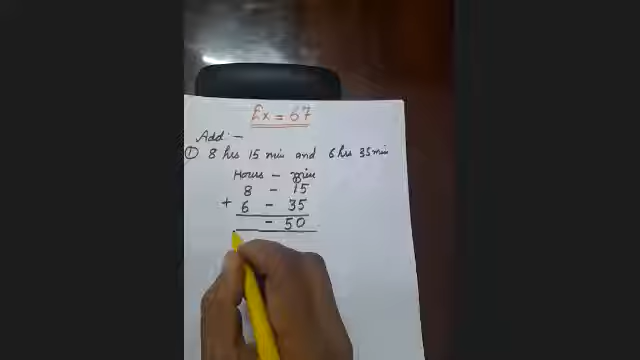 Ex = 67
Add:-
① 8 hrs 15 min and 6 hrs 35 min
Hours - min
8 - 15
+ 6 - 35
- 50